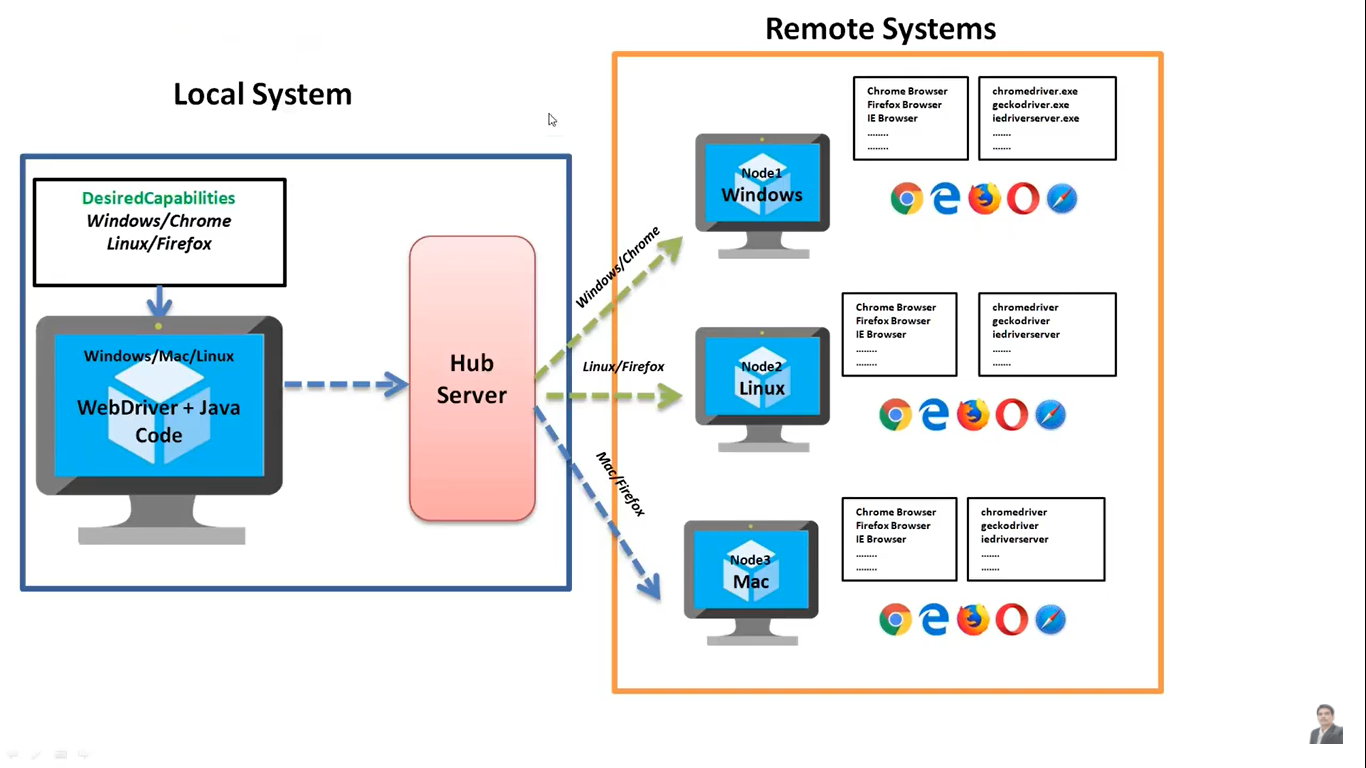 Remote Systems
Local System
DesiredCapabilities
Windows/Chrome
Linux/Firefox
Windows/Mac/Linux
WebDriver + Java
Code
Hub
Server
Windows/Chrome
Linux/Firefox
Mac/Firefox
Node1
Windows
Chrome Browser
Firefox Browser
IE Browser
........
........
chromedriver.exe
geckodriver.exe
iedriverserver.exe
.......
.......
Node2
Linux
Chrome Browser
Firefox Browser
IE Browser
........
........
chromedriver
geckodriver
iedriverserver
.......
.......
Node3
Mac
Chrome Browser
Firefox Browser
IE Browser
........
........
chromedriver
geckodriver
iedriverserver
.......
.......